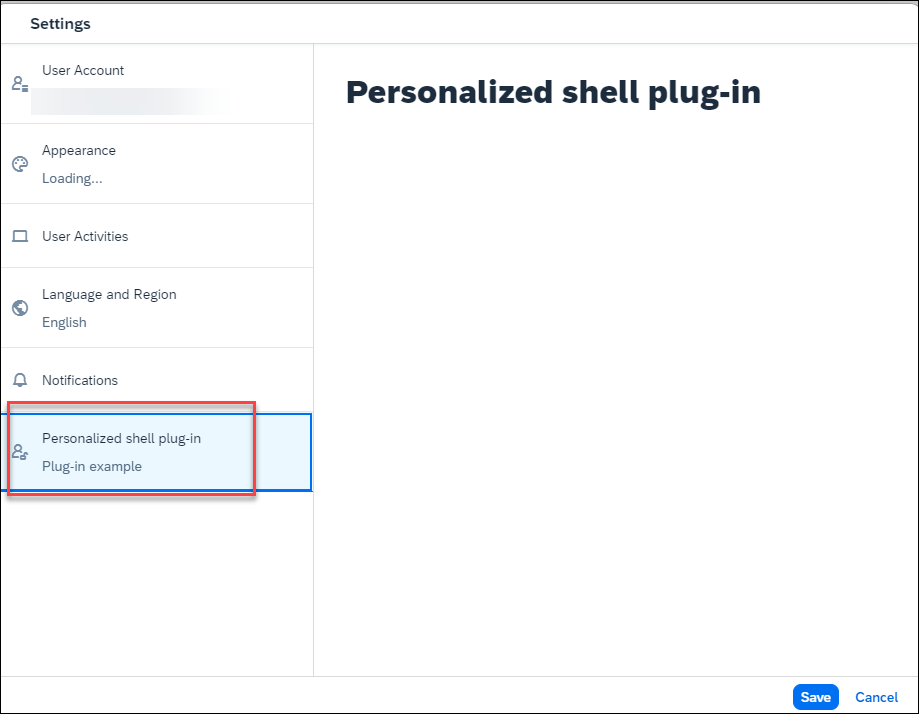 Settings
User Account
Appearance
Loading...
User Activities
Language and Region
English
Notifications
Personalized shell plug-in
Plug-in example
Personalized shell plug-in
Save
Cancel